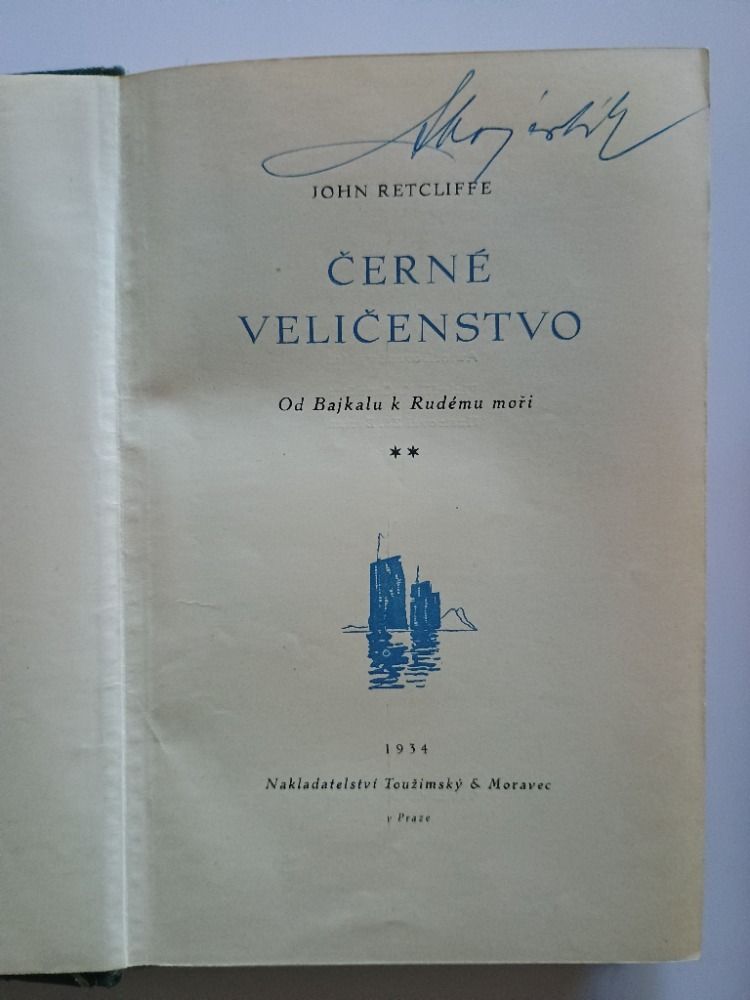 JOHN RETCLIFFE
ČERNÉ
VELIČENSTVO
Od Bajkalu k Rudému moři
**
1934
Nakladatelství Toužimský & Moravec
v Praze